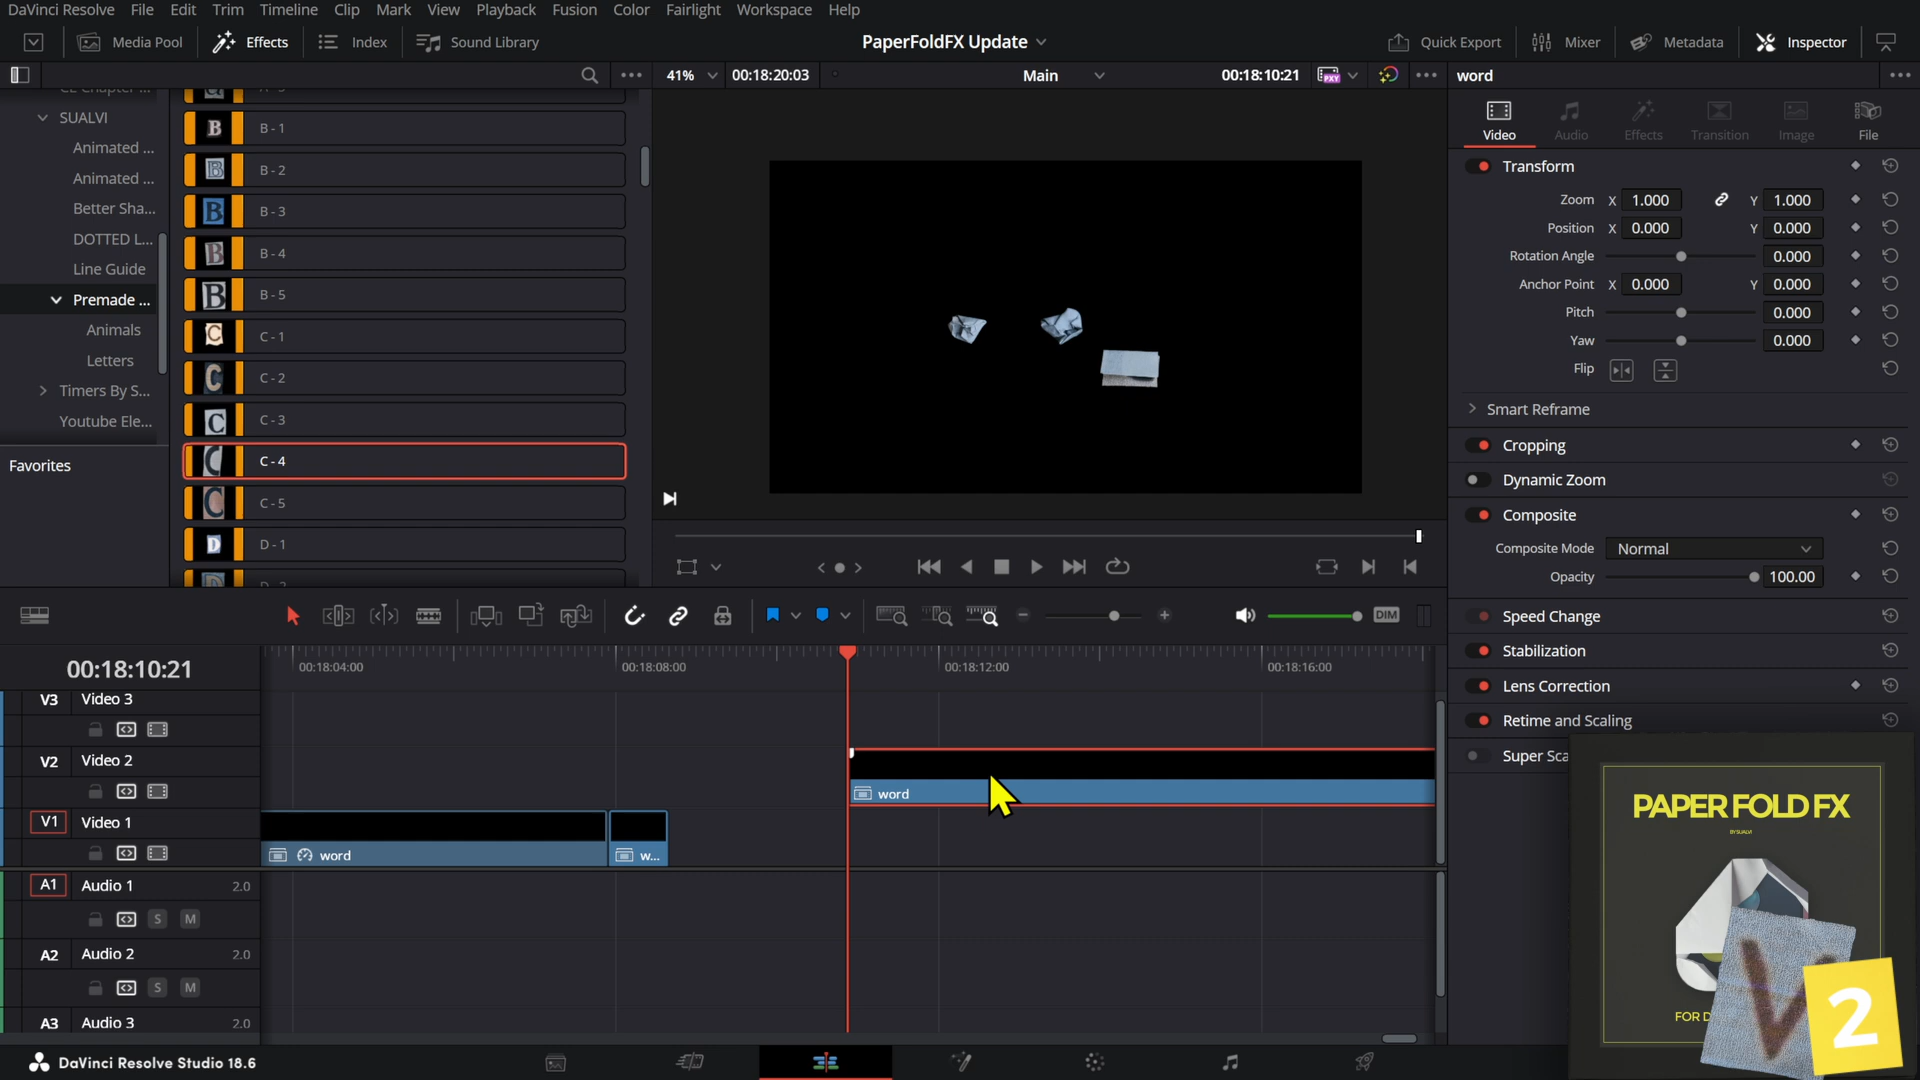 DaVinci Resolve File Edit Trim Timeline Clip Mark View Playback Fusion Color Fairlight Workspace Help
Media Pool Effects Index Sound Library PaperFoldFX Update Quick Export Mixer Metadata Inspector
41% 00:18:20:03 Main 00:18:10:21 PXY word
SUALVI
Animated ...
Animated ...
Better Sha...
DOTTED L...
Line Guide
Premade ...
Animals
Letters
Timers By S...
Youtube Ele...
Favorites
B B - 1
B B - 2
B B - 3
B B - 4
B B - 5
C C - 1
C C - 2
C C - 3
C C - 4
C C - 5
D D - 1
Video Audio Effects Transition Image File
Transform
Zoom X 1.000 Y 1.000
Position X 0.000 Y 0.000
Rotation Angle 0.000
Anchor Point X 0.000 Y 0.000
Pitch 0.000
Yaw 0.000
Flip
Smart Reframe
Cropping
Dynamic Zoom
Composite
Composite Mode Normal
Opacity 100.00
Speed Change
Stabilization
Lens Correction
Retime and Scaling
Super Sca
DIM
00:18:10:21 00:18:04:00 00:18:08:00 00:18:12:00 00:18:16:00
V3 Video 3
V2 Video 2
word
V1 Video 1
word w...
A1 Audio 1 2.0
S M
A2 Audio 2 2.0
S M
A3 Audio 3 2.0
PAPER FOLD FX
BY SUALVI
FOR D
V 2
DaVinci Resolve Studio 18.6